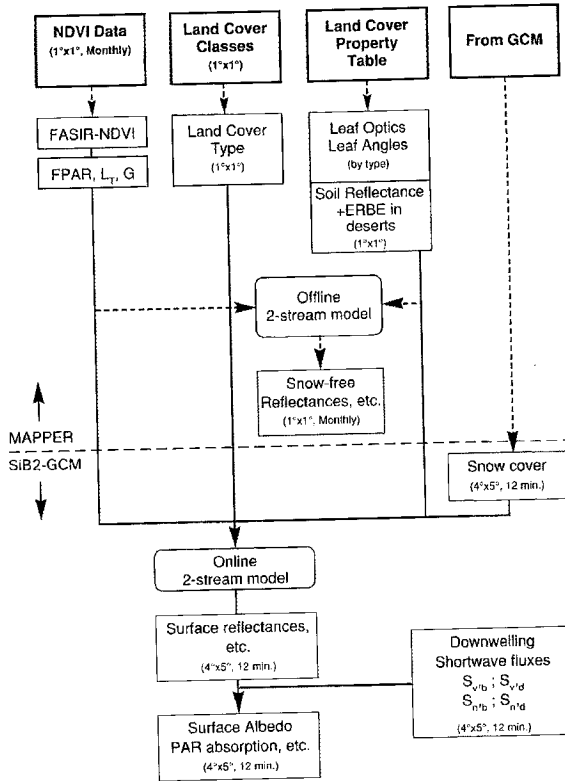 NDVI Data
(1°x1°, Monthly)
Land Cover
Classes
(1°x1°)
Land Cover
Property
Table
From GCM
FASIR-NDVI
FPAR, L_T, G
Land Cover
Type
(1°x1°)
Leaf Optics
Leaf Angles
(by type)
Soil Reflectance
+ERBE in
deserts
(1°x1°)
Offline
2-stream model
Snow-free
Reflectances, etc.
(1°x1°, Monthly)
MAPPER
SiB2-GCM
Snow cover
(4°x5°, 12 min.)
Online
2-stream model
Surface reflectances,
etc.
(4°x5°, 12 min.)
Downwelling
Shortwave fluxes
S_v'b ; S_v'd
S_n'b ; S_n'd
(4°x5°, 12 min.)
Surface Albedo
PAR absorption, etc.
(4°x5°, 12 min.)